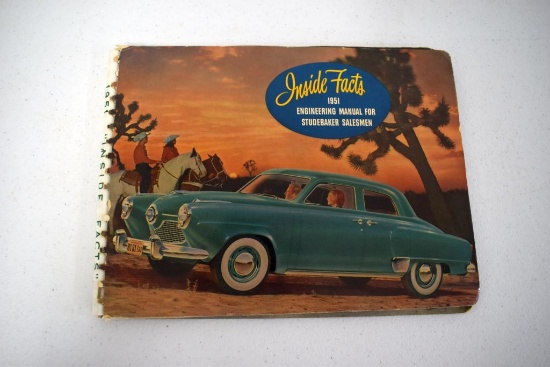 Inside Facts
1951
ENGINEERING MANUAL FOR
STUDEBAKER SALESMEN
"INSIDE FACTS"